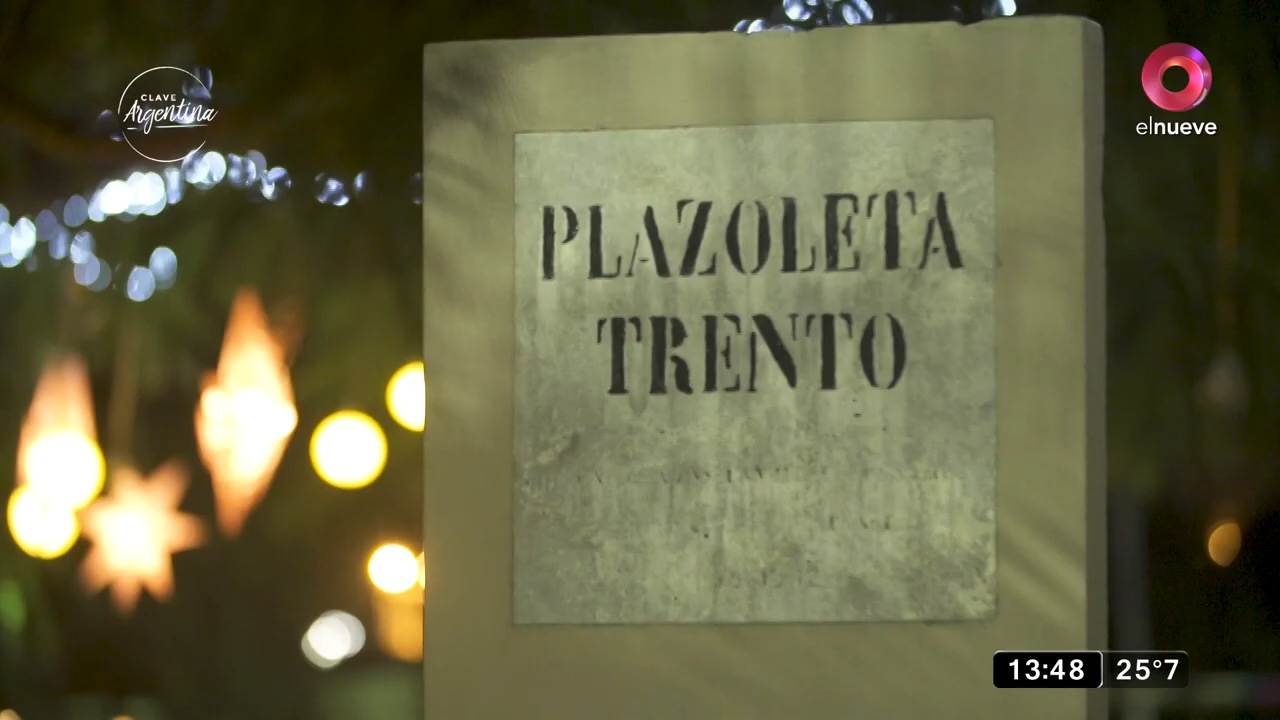 CLAVE
Argentina
elnueve
PLAZOLETA
TRENTO
13:48 25°7